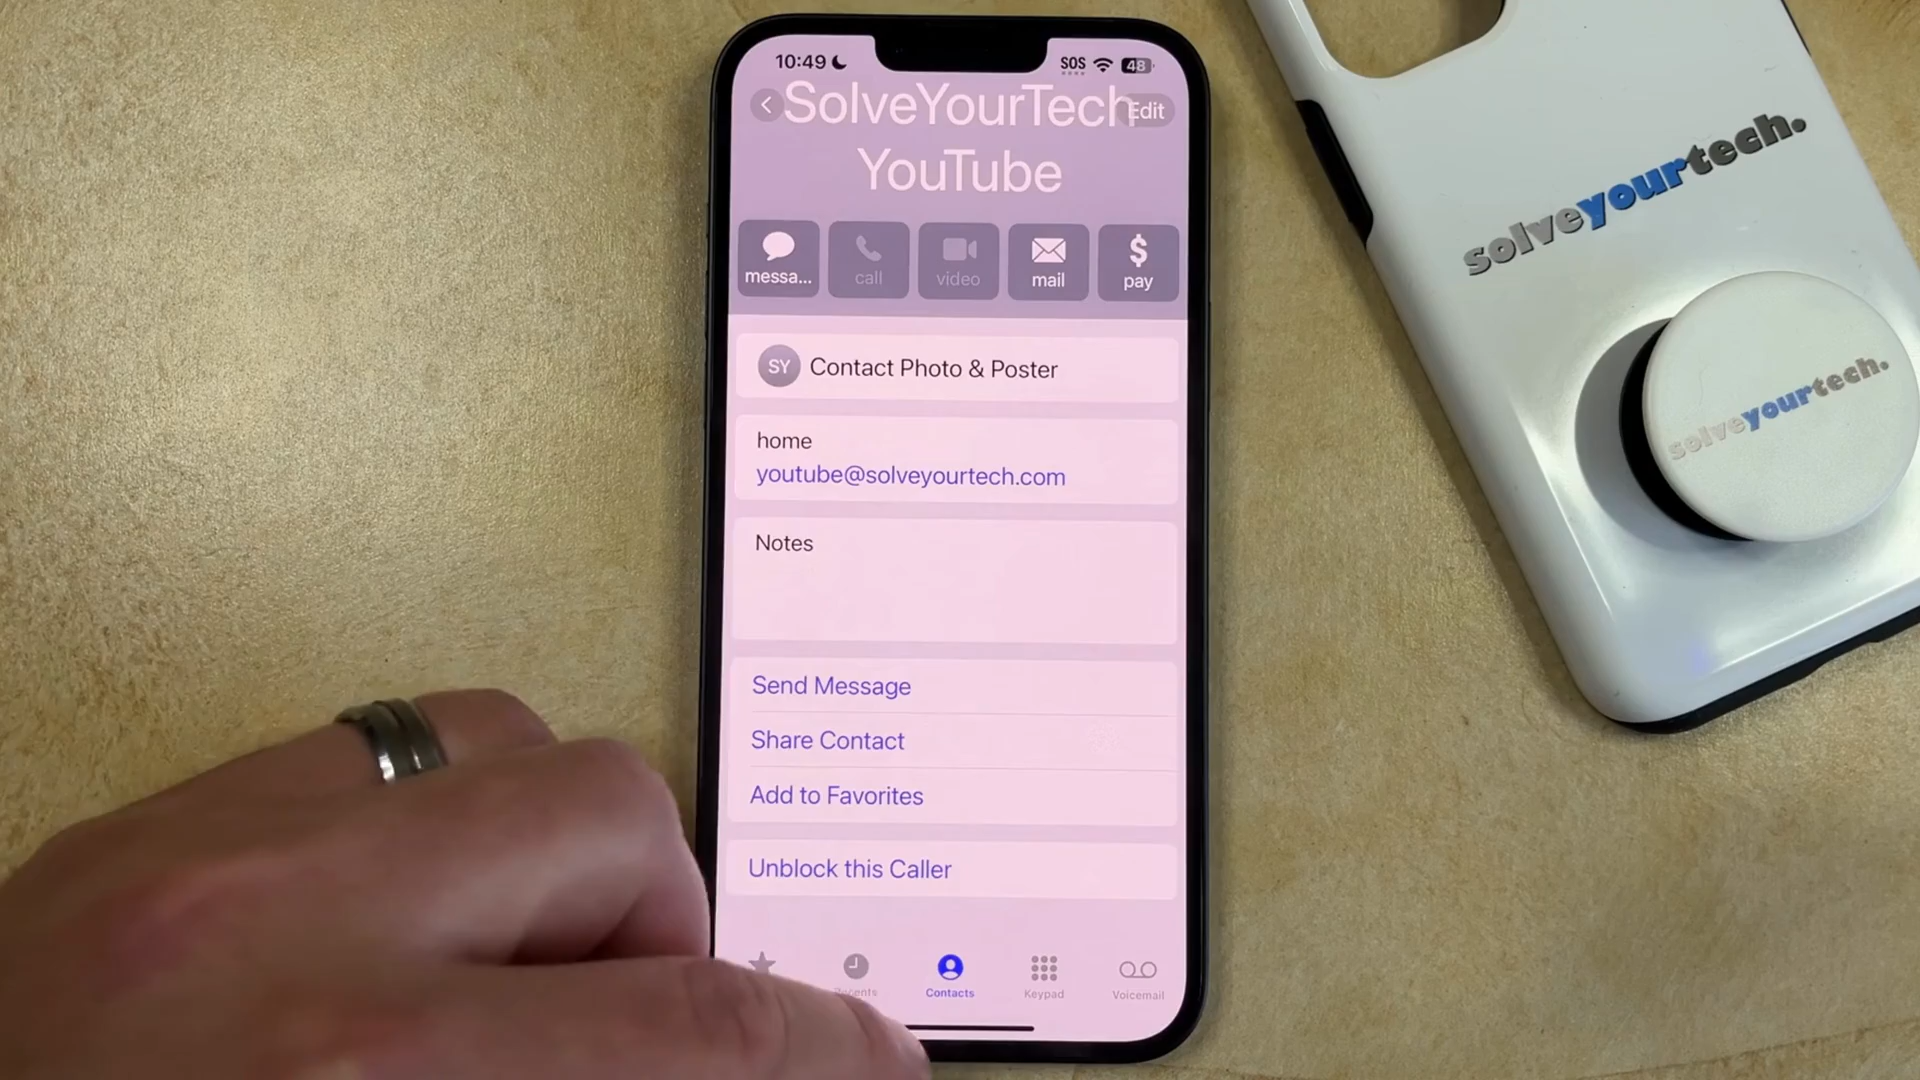 10:49
SOS
48
SolveYourTech
Edit
YouTube
messa...
call
video
mail
pay
SY
Contact Photo & Poster
home
youtube@solveyourtech.com
Notes
Send Message
Share Contact
Add to Favorites
Unblock this Caller
Recents
Contacts
Keypad
Voicemail
solveyourtech.
solveyourtech.